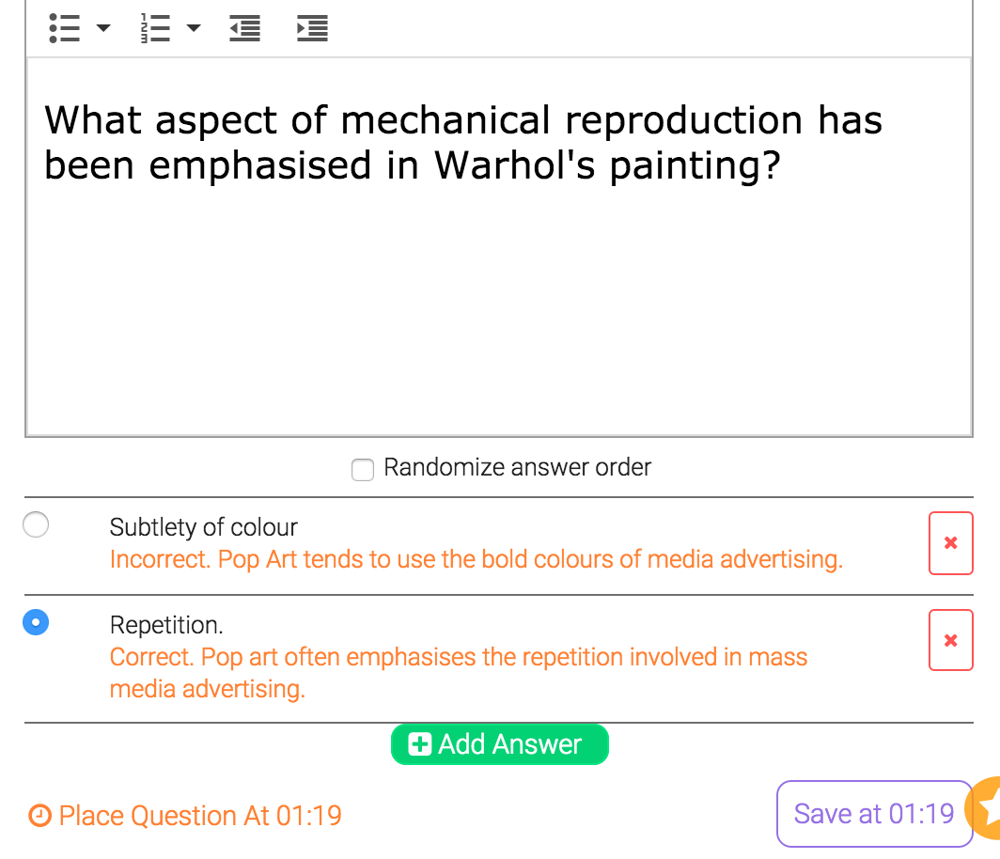 What aspect of mechanical reproduction has
been emphasised in Warhol's painting?
Randomize answer order
Subtlety of colour
Incorrect. Pop Art tends to use the bold colours of media advertising.
Repetition.
Correct. Pop art often emphasises the repetition involved in mass
media advertising.
Add Answer
Place Question At 01:19
Save at 01:19